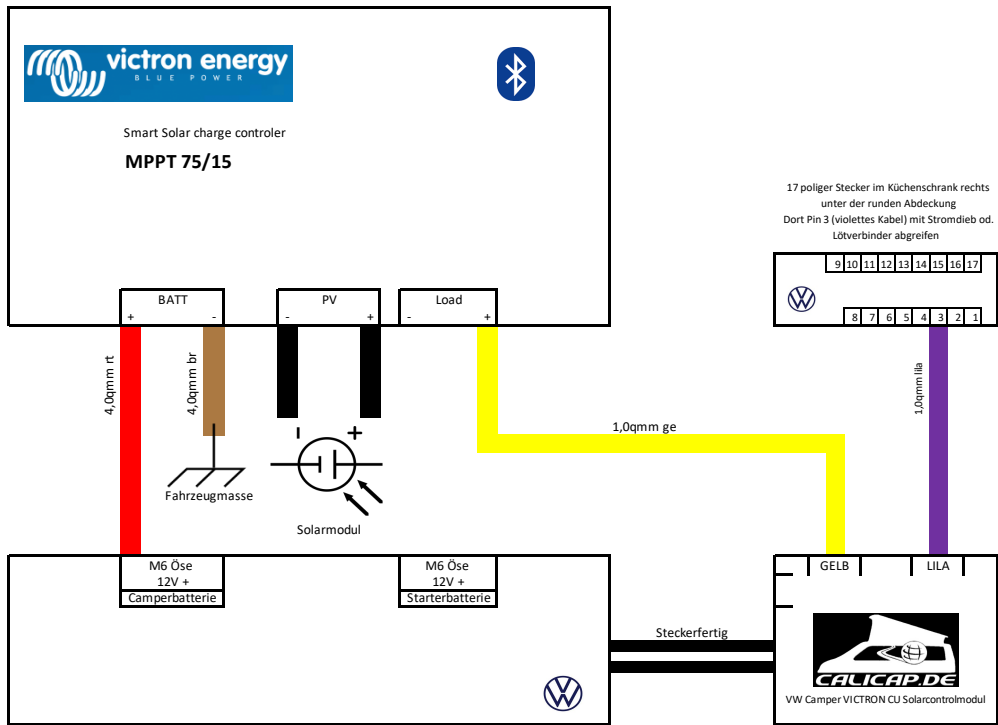 victron energy
BLUE POWER
Smart Solar charge controler
MPPT 75/15
17 poliger Stecker im Küchenschrank rechts
unter der runden Abdeckung
Dort Pin 3 (violettes Kabel) mit Stromdieb od.
Lötverbinder abgreifen
9 10 11 12 13 14 15 16 17
8 7 6 5 4 3 2 1
BATT
+ -
PV
- +
Load
- +
4,0qmm rt
4,0qmm br
1,0qmm ge
1,0qmm lila
- +
Fahrzeugmasse
Solarmodul
M6 Öse
12V +
Camperbatterie
M6 Öse
12V +
Starterbatterie
GELB
LILA
Steckerfertig
CALICAP.DE
VW Camper VICTRON CU Solarcontrolmodul